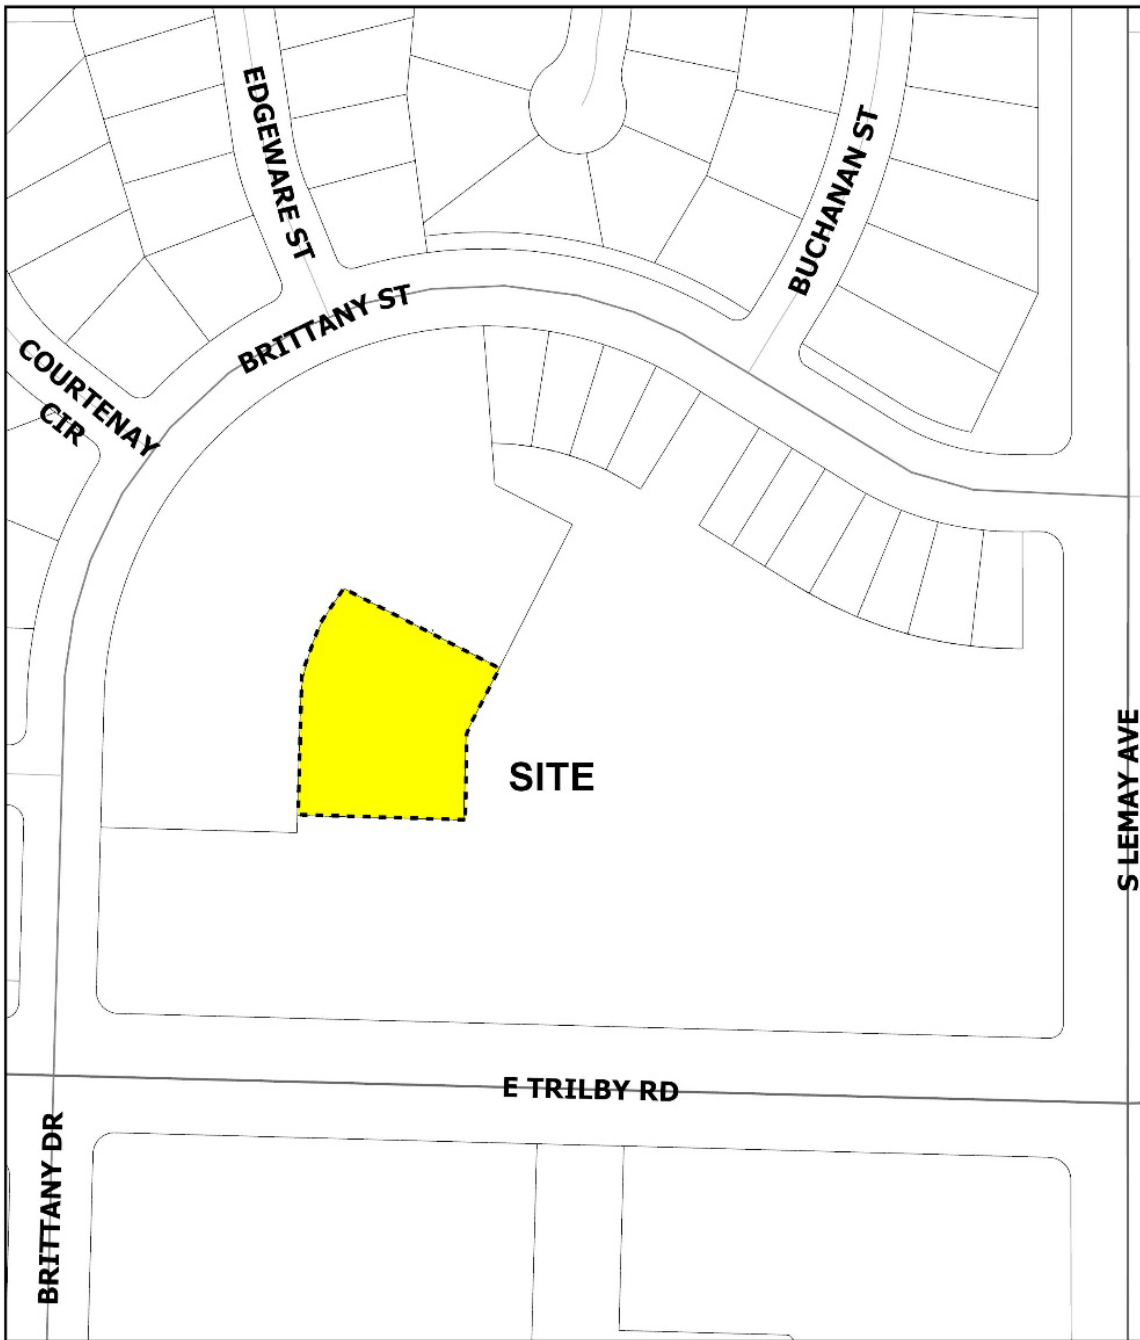 EDGEWARE ST
BUCHANAN ST
BRITTANY ST
COURTENAY
CIR
SITE
S LEMAY AVE
E TRILBY RD
BRITTANY DR